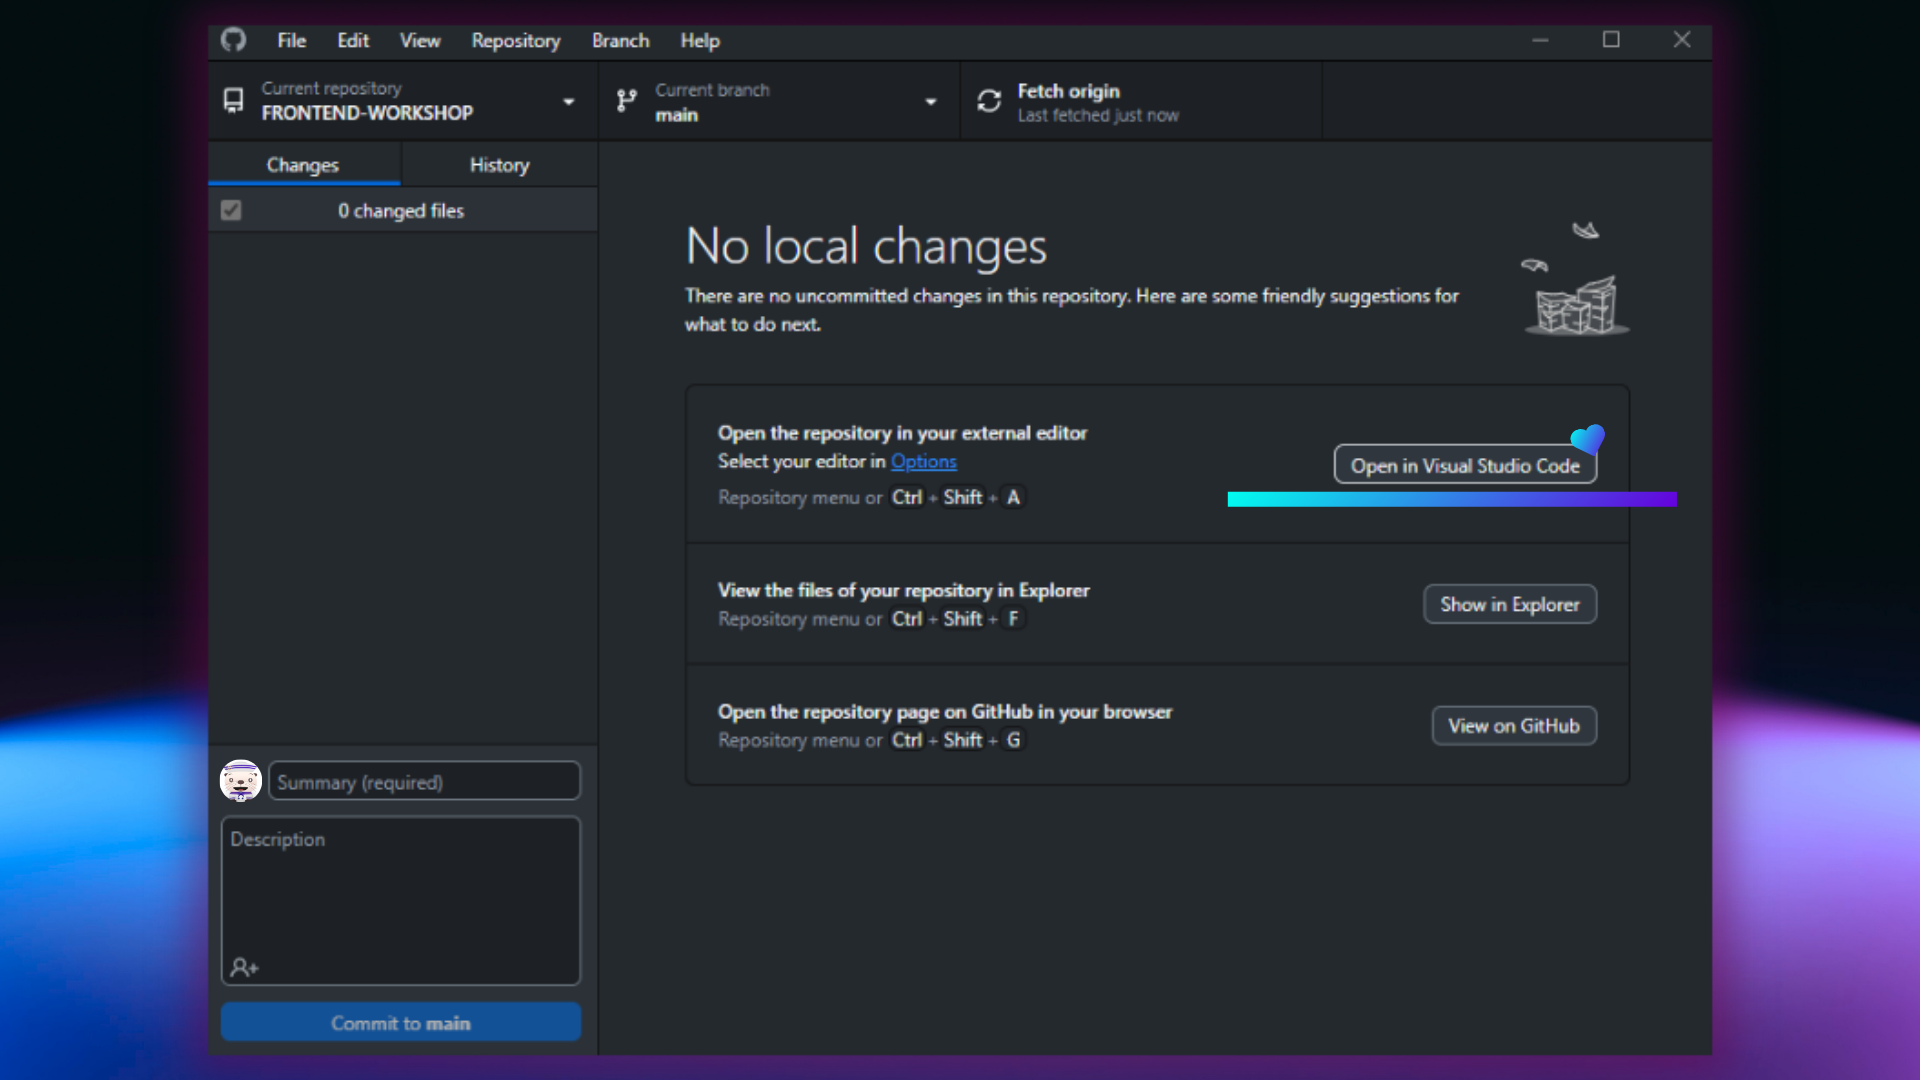 File Edit View Repository Branch Help
Current repository
FRONTEND-WORKSHOP
Current branch
main
Fetch origin
Last fetched just now
Changes
History
0 changed files
No local changes
There are no uncommitted changes in this repository. Here are some friendly suggestions for
what to do next.
Open the repository in your external editor
Select your editor in Options
Repository menu or Ctrl + Shift + A
Open in Visual Studio Code
View the files of your repository in Explorer
Repository menu or Ctrl + Shift + F
Show in Explorer
Open the repository page on GitHub in your browser
Repository menu or Ctrl + Shift + G
View on GitHub
Summary (required)
Description
Commit to main